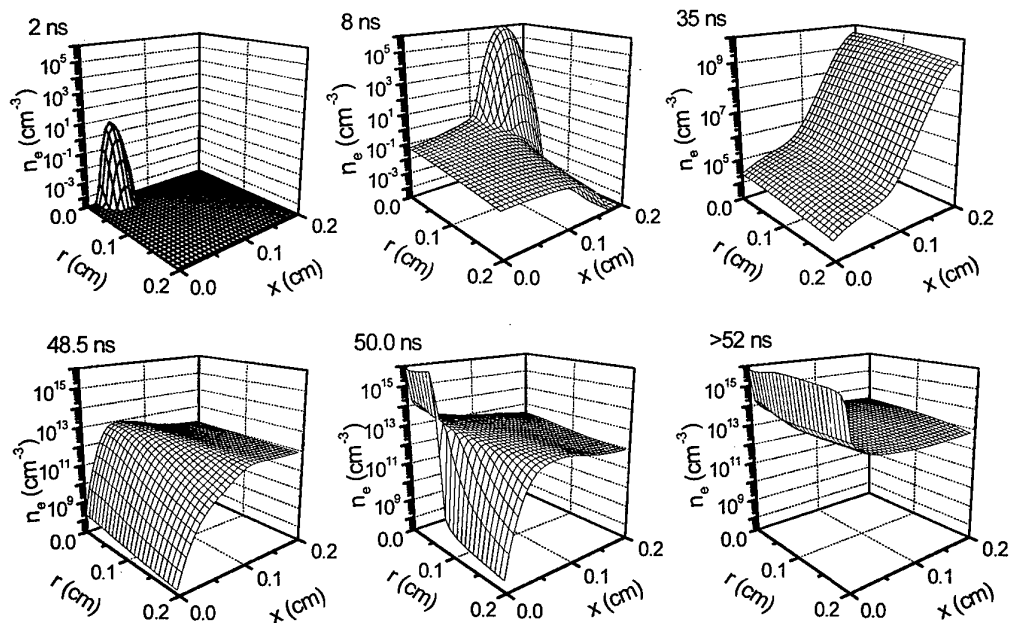 2 ns
n_e (cm^-3)
10^5
10^3
10^1
10^-1
10^-3
0.0
0.1
0.2
r (cm)
0.0
0.1
0.2
x (cm)
8 ns
n_e (cm^-3)
10^5
10^3
10^1
10^-1
10^-3
0.0
0.1
0.2
r (cm)
0.0
0.1
0.2
x (cm)
35 ns
n_e (cm^-3)
10^9
10^7
10^5
0.0
0.1
0.2
r (cm)
0.0
0.1
0.2
x (cm)
48.5 ns
n_e (cm^-3)
10^15
10^13
10^11
10^9
0.0
0.1
0.2
r (cm)
0.0
0.1
0.2
x (cm)
50.0 ns
n_e (cm^-3)
10^15
10^13
10^11
10^9
0.0
0.1
0.2
r (cm)
0.0
0.1
0.2
x (cm)
>52 ns
n_e (cm^-3)
10^15
10^13
10^11
10^9
0.0
0.1
0.2
r (cm)
0.0
0.1
0.2
x (cm)